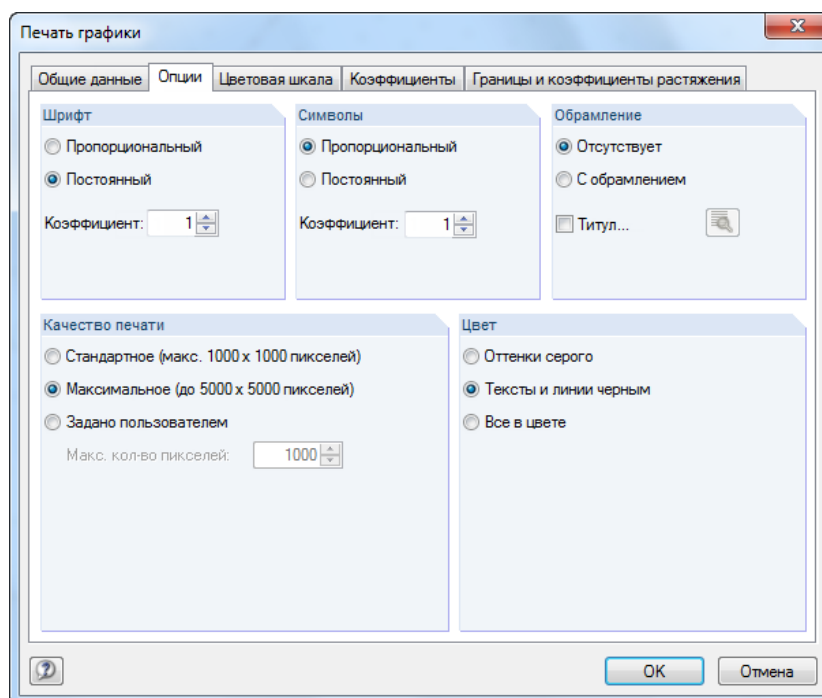 Печать графики
Общие данные
Опции
Цветовая шкала
Коэффициенты
Границы и коэффициенты растяжения
Шрифт
Пропорциональный
Постоянный
Коэффициент: 1
Символы
Пропорциональный
Постоянный
Коэффициент: 1
Обрамление
Отсутствует
С обрамлением
Титул...
Качество печати
Стандартное (макс. 1000 x 1000 пикселей)
Максимальное (до 5000 x 5000 пикселей)
Задано пользователем
Макс. кол-во пикселей: 1000
Цвет
Оттенки серого
Тексты и линии черным
Все в цвете
OK
Отмена